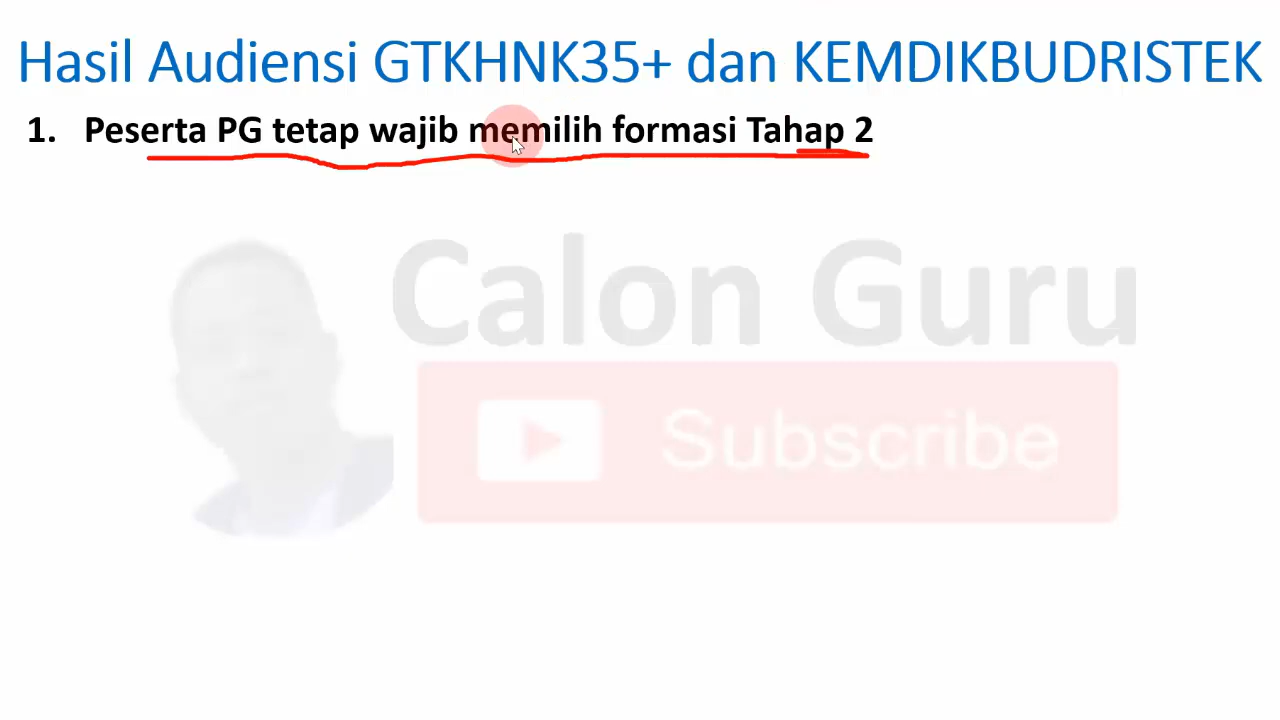 Hasil Audiensi GTKHNK35+ dan KEMDIKBUDRISTEK
1. Peserta PG tetap wajib memilih formasi Tahap 2
Calon Guru
Subscribe